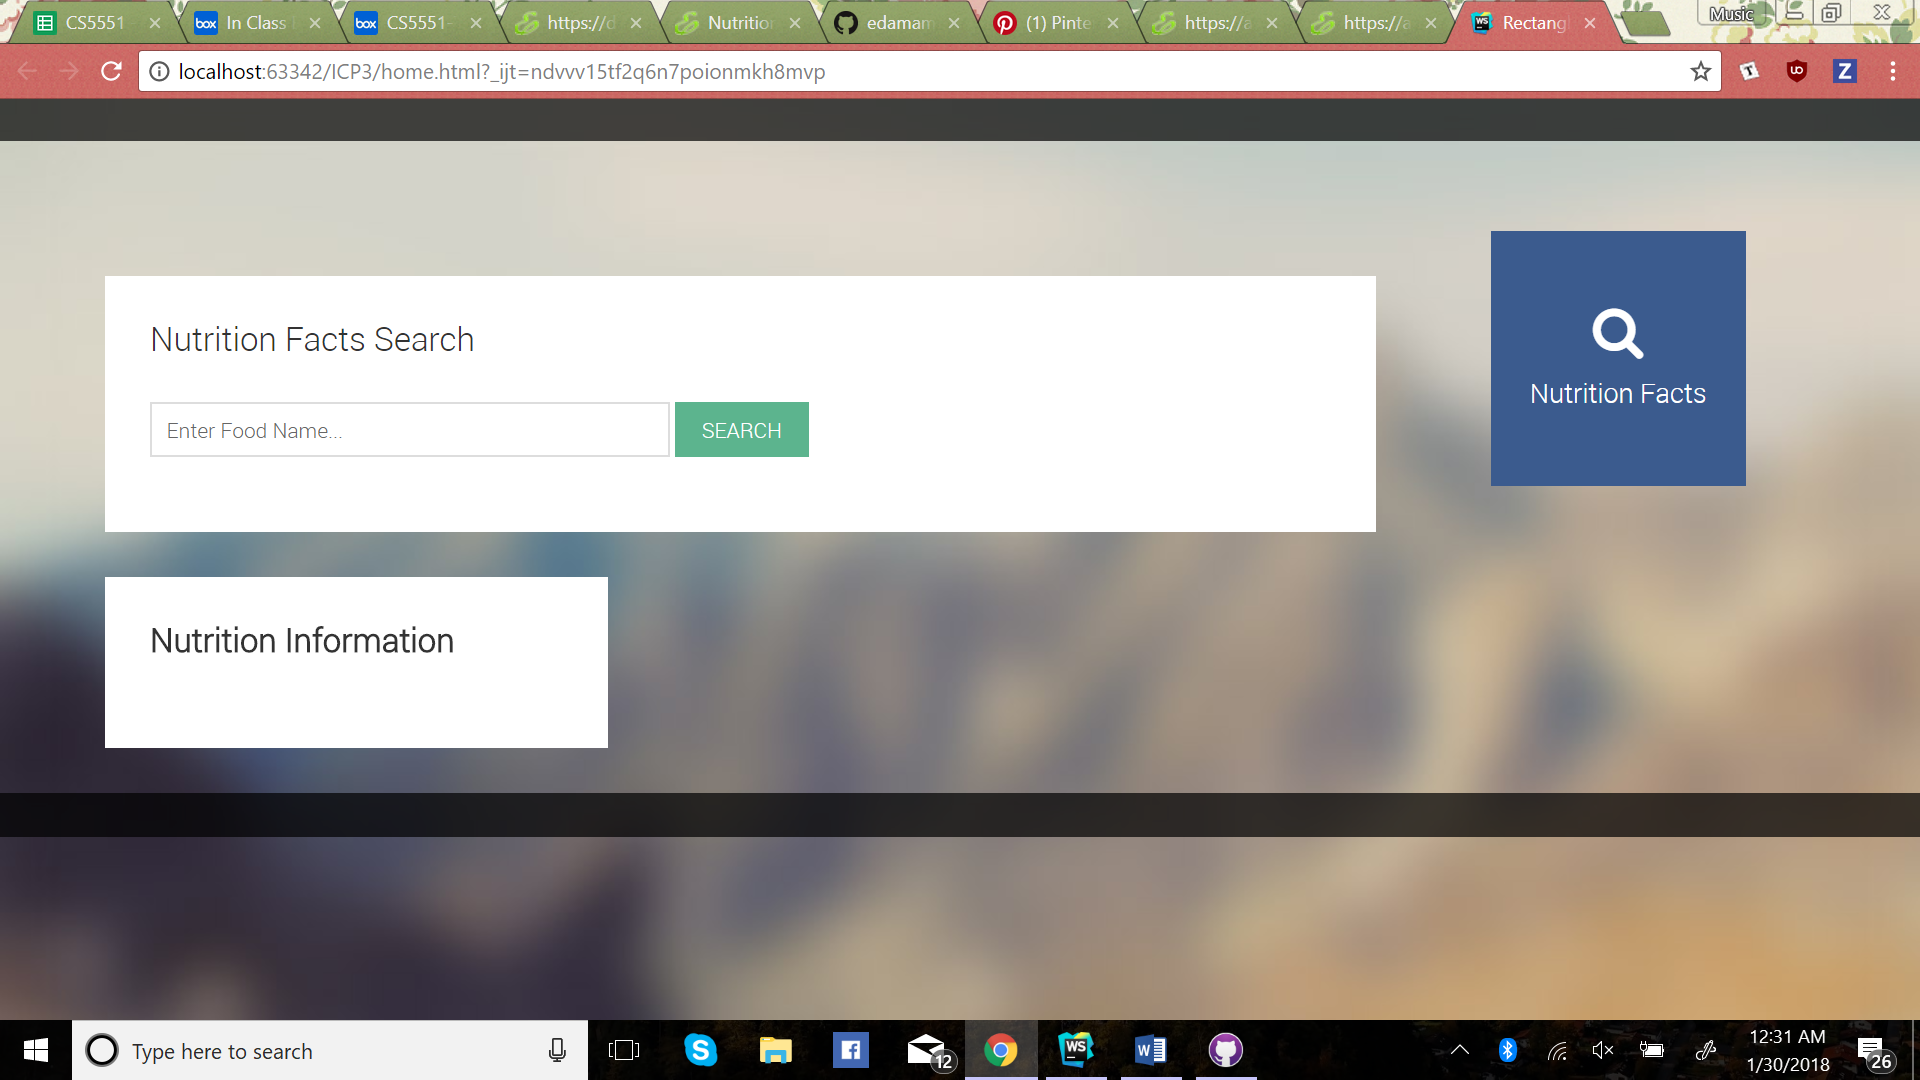 CS5551
In Class
CS5551-
https://d
Nutrition
edamam
(1) Pinte
https://a
https://a
Rectangl
Music
localhost:63342/ICP3/home.html?_ijt=ndvvv15tf2q6n7poionmkh8mvp
Nutrition Facts Search
Enter Food Name...
SEARCH
Nutrition Facts
Nutrition Information
Type here to search
12
12:31 AM
1/30/2018
26